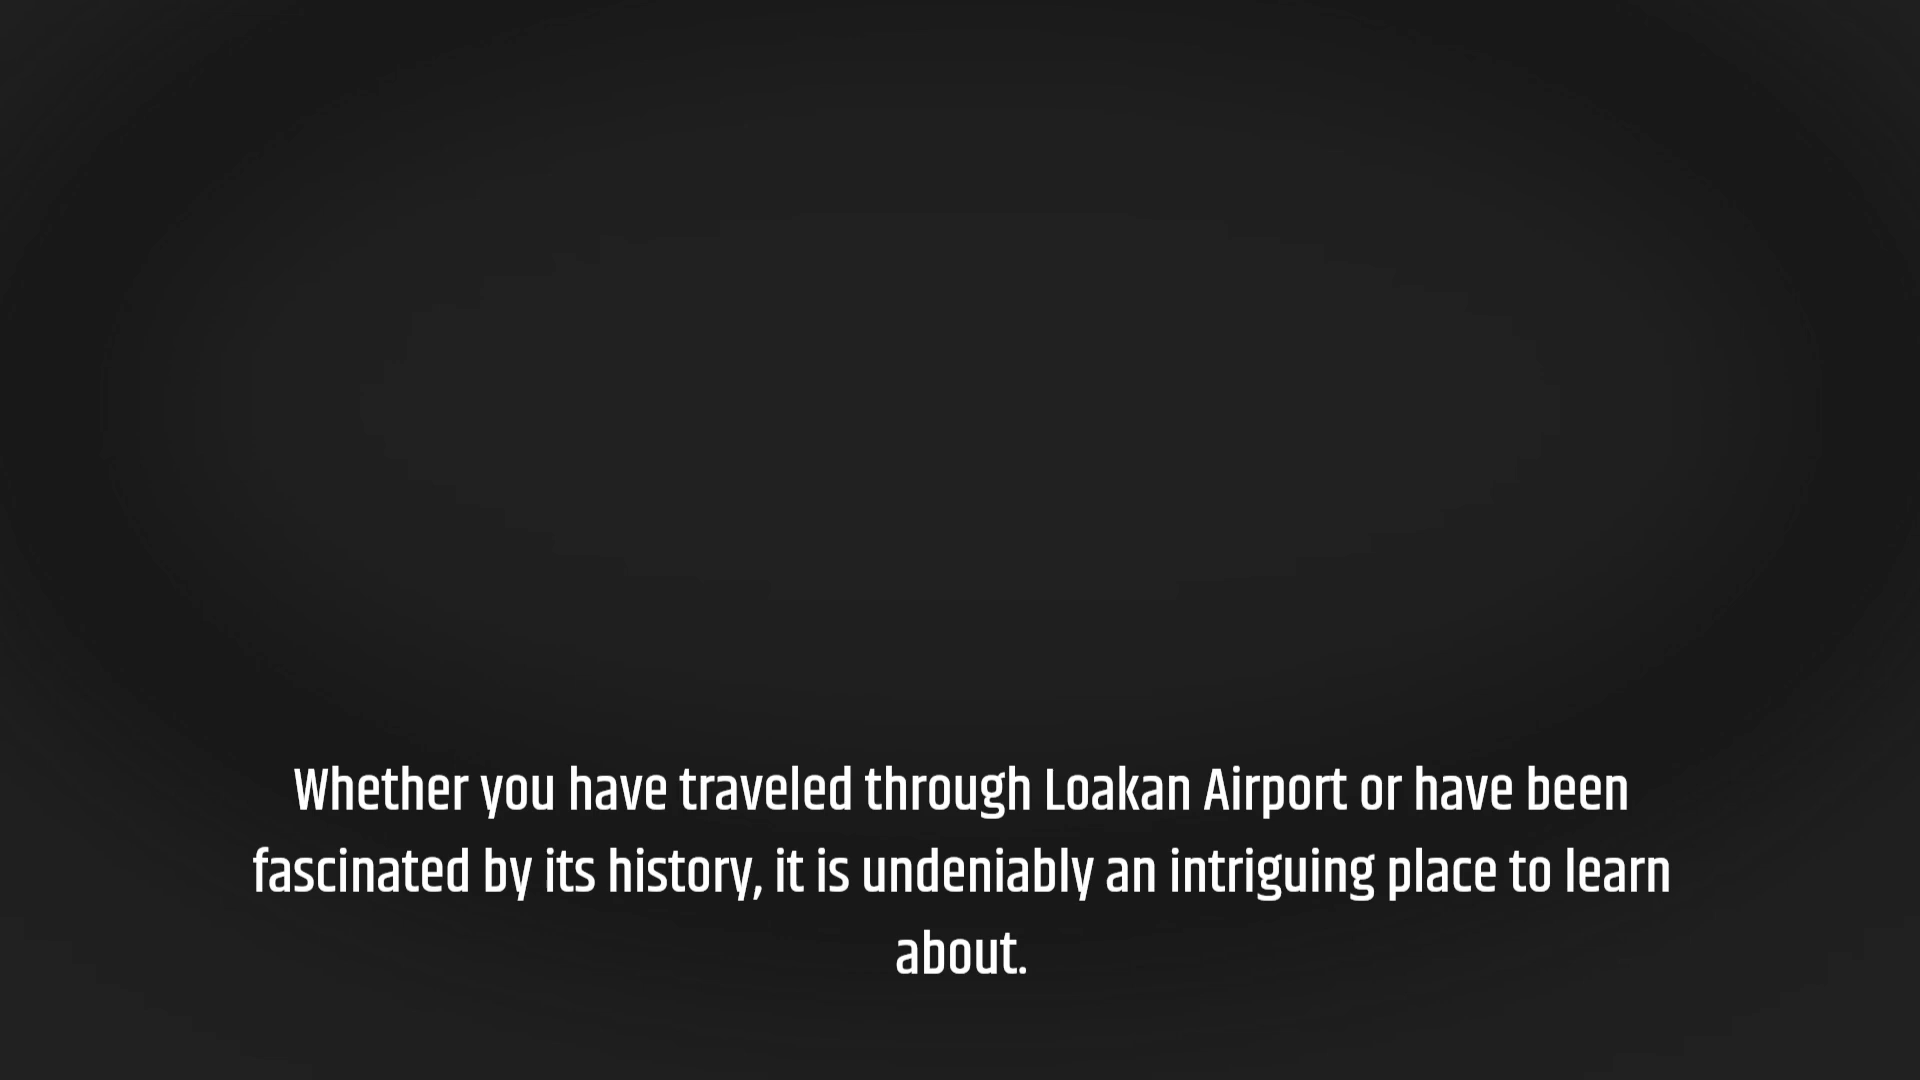 Whether you have traveled through Loakan Airport or have been
fascinated by its history, it is undeniably an intriguing place to learn
about.